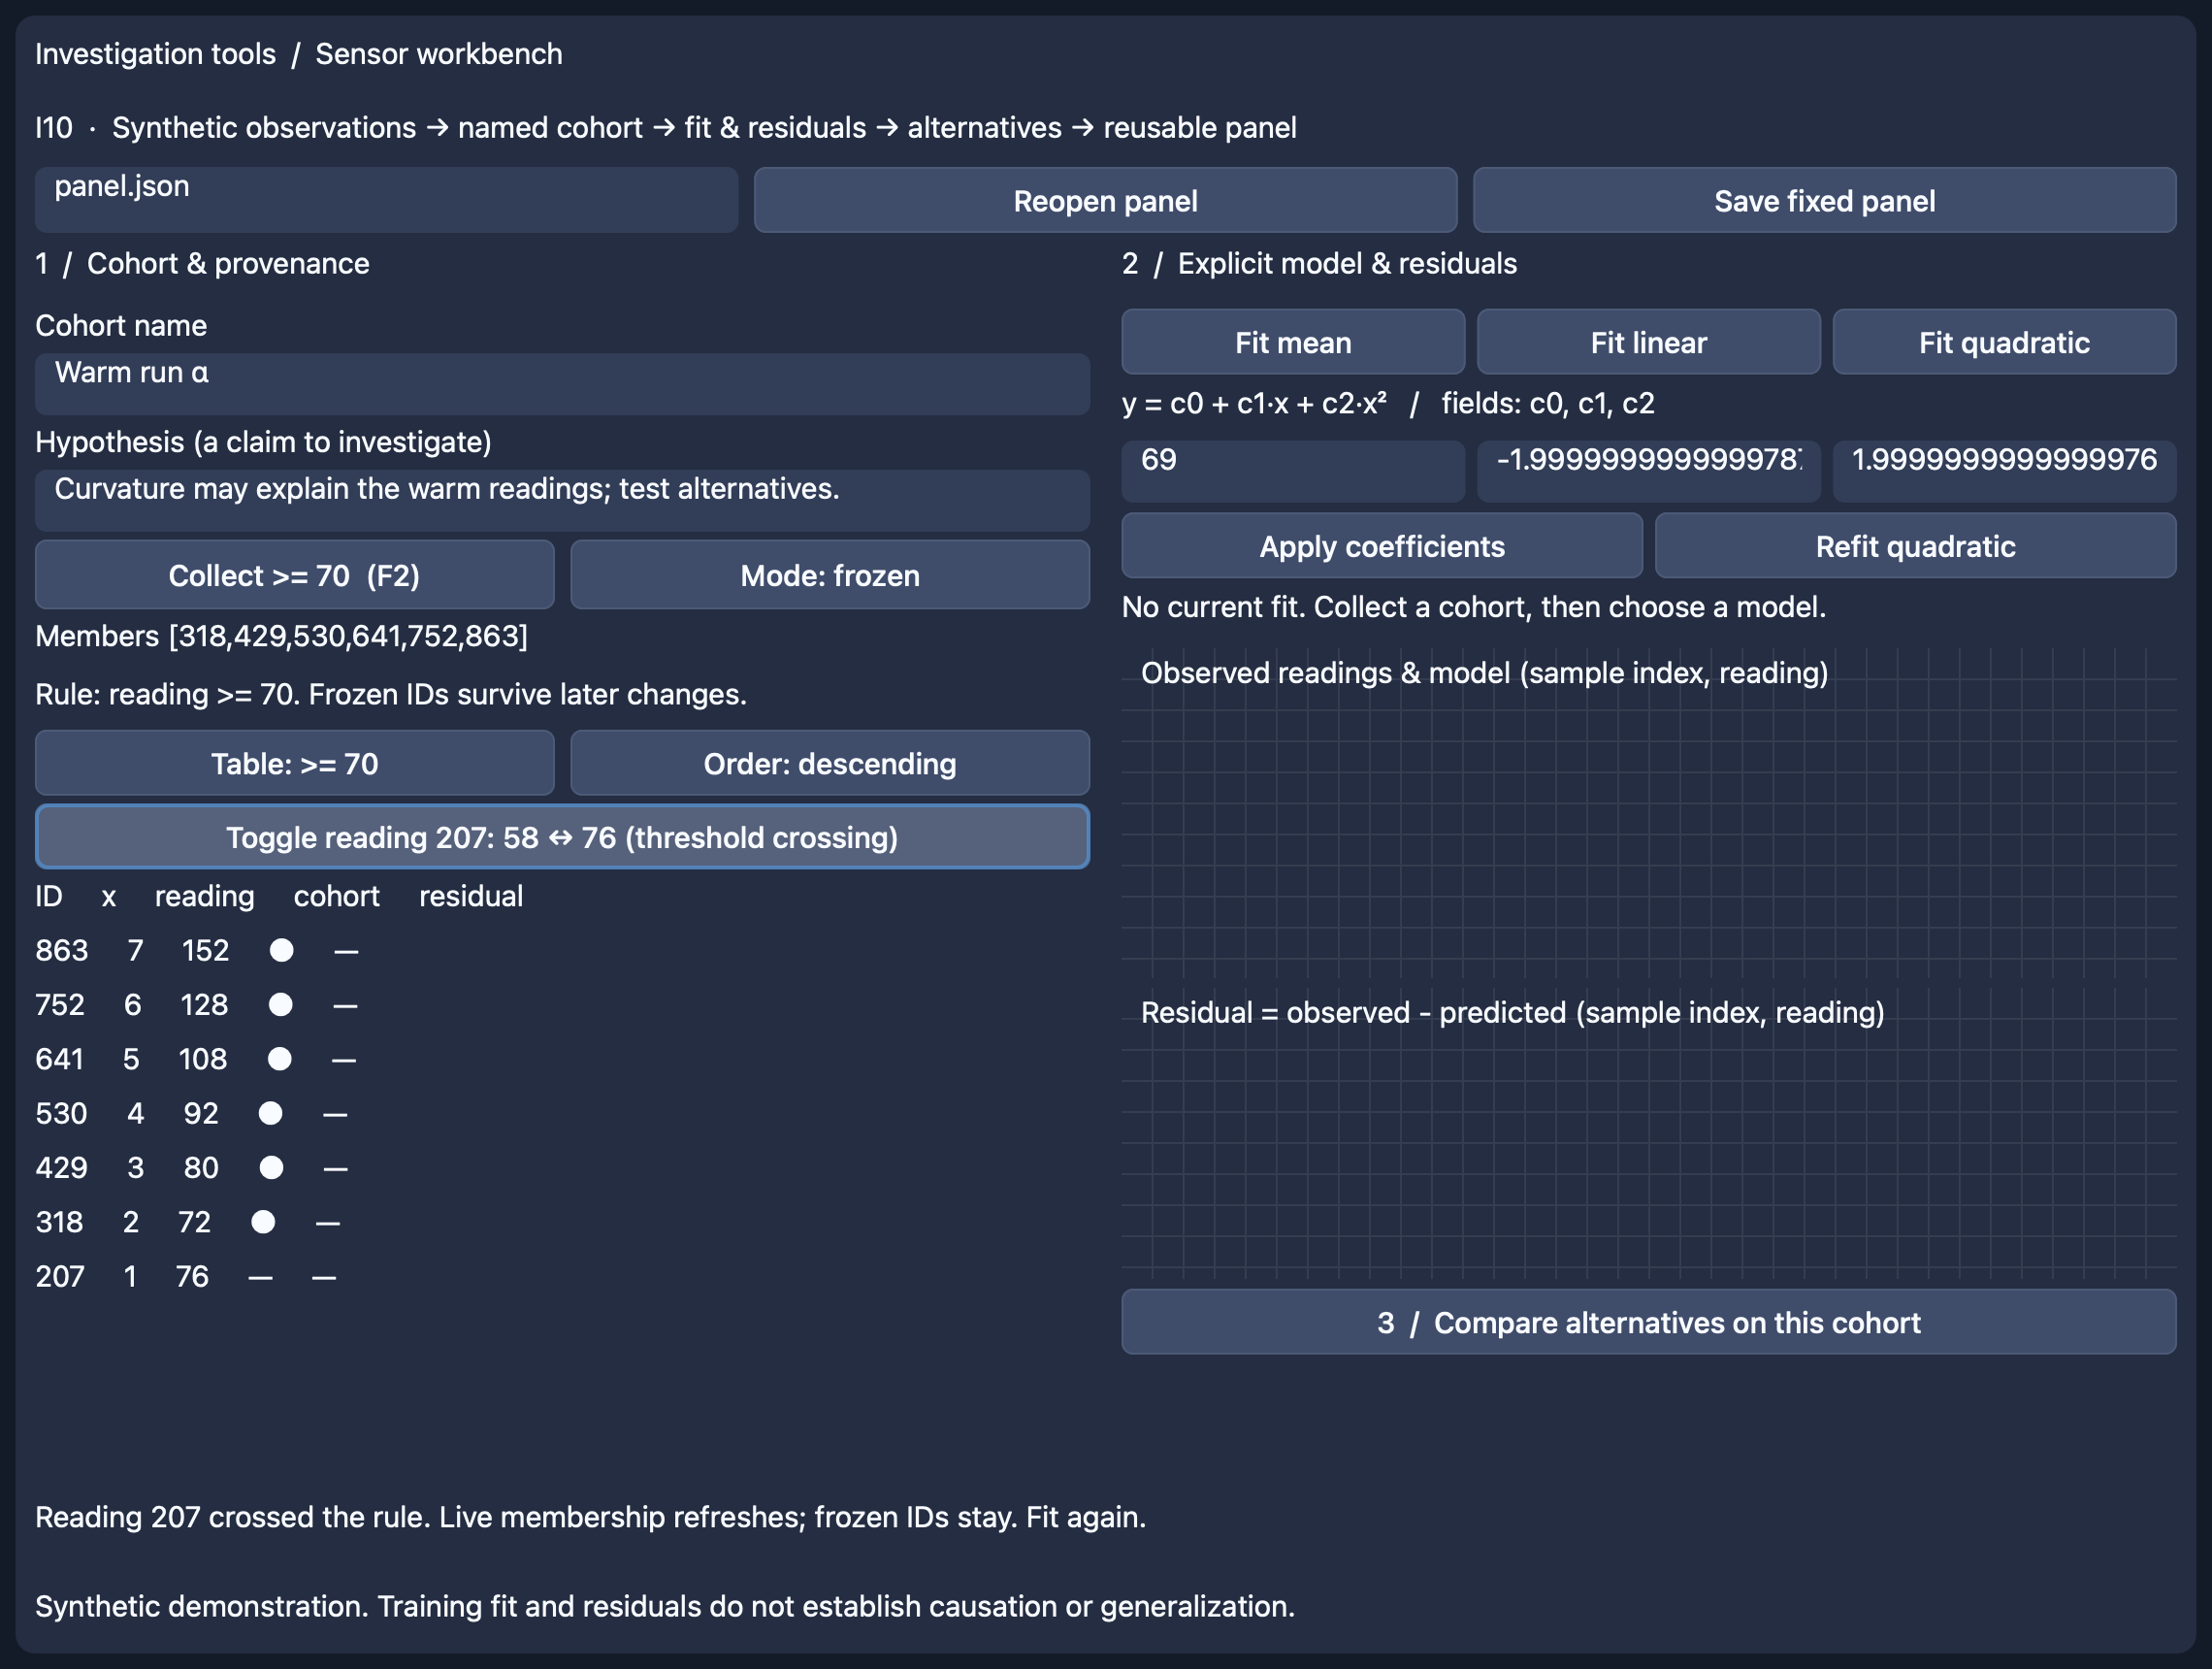 Investigation tools / Sensor workbench
I10 · Synthetic observations → named cohort → fit & residuals → alternatives → reusable panel
panel.json
Reopen panel
Save fixed panel
1 / Cohort & provenance
Cohort name
Warm run α
Hypothesis (a claim to investigate)
Curvature may explain the warm readings; test alternatives.
Collect >= 70 (F2)
Mode: frozen
Members [318,429,530,641,752,863]
Rule: reading >= 70. Frozen IDs survive later changes.
Table: >= 70
Order: descending
Toggle reading 207: 58 ↔ 76 (threshold crossing)
ID x reading cohort residual
863 7 152 ● —
752 6 128 ● —
641 5 108 ● —
530 4 92 ● —
429 3 80 ● —
318 2 72 ● —
207 1 76 — —
2 / Explicit model & residuals
Fit mean
Fit linear
Fit quadratic
y = c0 + c1·x + c2·x² / fields: c0, c1, c2
69
-1.999999999999978
1.9999999999999976
Apply coefficients
Refit quadratic
No current fit. Collect a cohort, then choose a model.
Observed readings & model (sample index, reading)
Residual = observed - predicted (sample index, reading)
3 / Compare alternatives on this cohort
Reading 207 crossed the rule. Live membership refreshes; frozen IDs stay. Fit again.
Synthetic demonstration. Training fit and residuals do not establish causation or generalization.